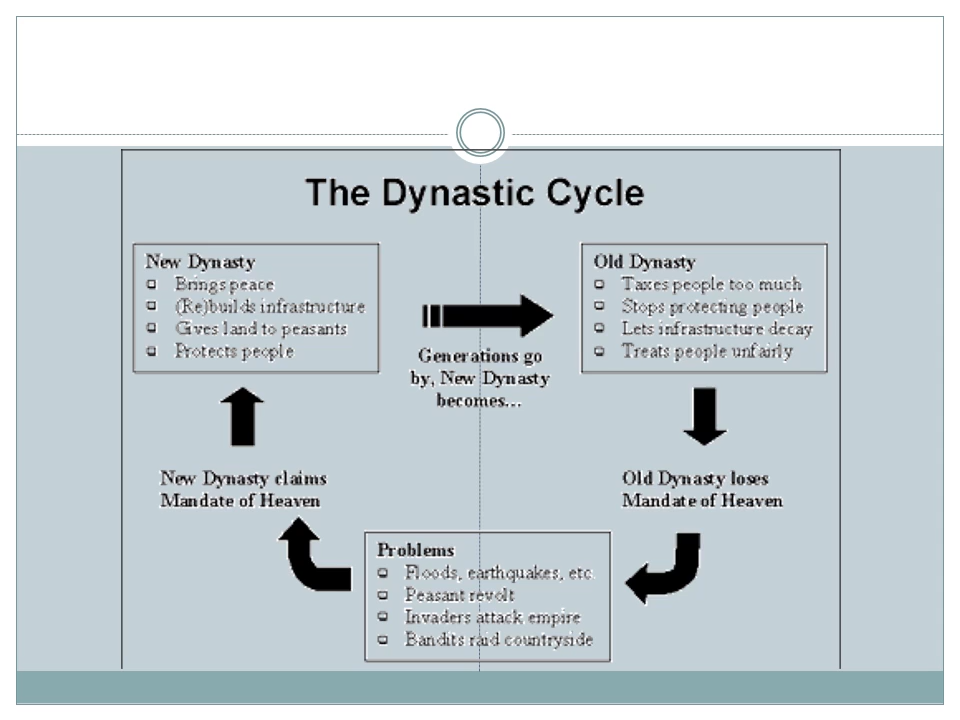 The Dynastic Cycle
New Dynasty
Brings peace
(Re)builds infrastructure
Gives land to peasants
Protects people
Generations go
by, New Dynasty
becomes...
Old Dynasty
Taxes people too much
Stops protecting people
Lets infrastructure decay
Treats people unfairly
Old Dynasty loses
Mandate of Heaven
Problems
Floods, earthquakes, etc.
Peasant revolt
Invaders attack empire
Bandits raid countryside
New Dynasty claims
Mandate of Heaven